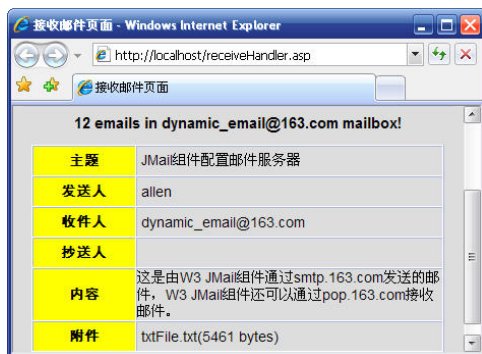 接收邮件页面 - Windows Internet Explorer
http://localhost/receiveHandler.asp
接收邮件页面
12 emails in dynamic_email@163.com mailbox!
主题 JMail组件配置邮件服务器
发送人 allen
收件人 dynamic_email@163.com
抄送人
内容 这是由W3 JMail组件通过smtp.163.com发送的邮
件，W3 JMail组件还可以通过pop.163.com接收
邮件。
附件 txtFile.txt(5461 bytes)